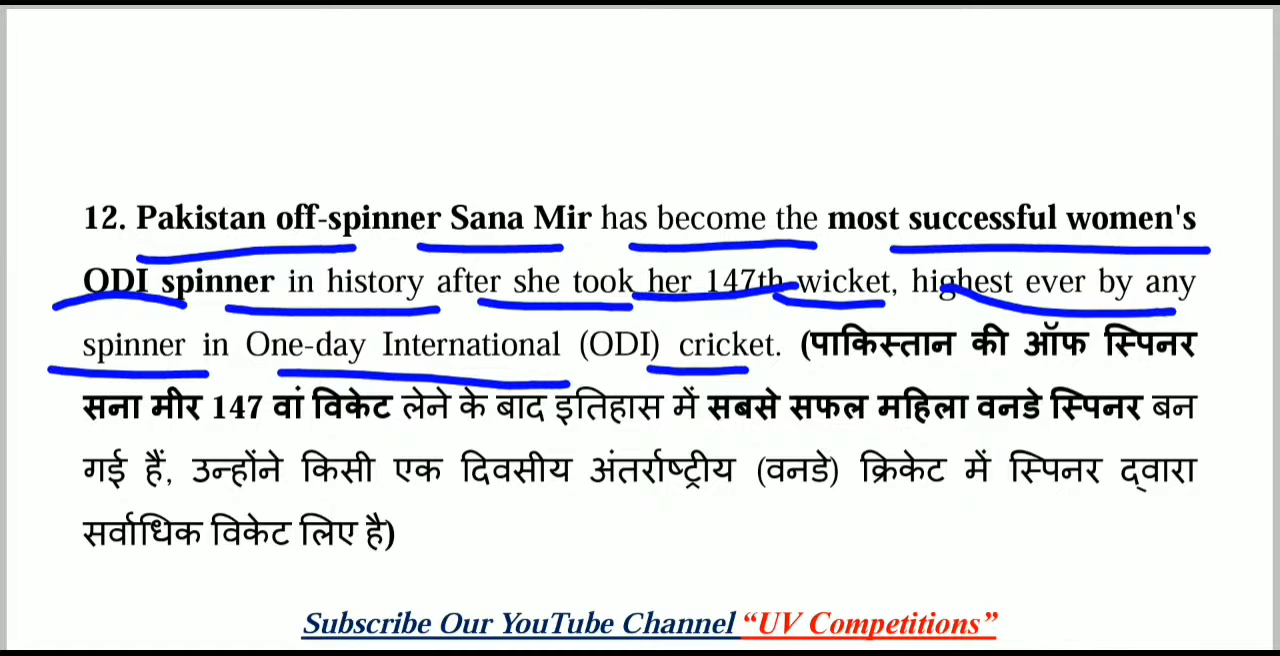 12. Pakistan off-spinner Sana Mir has become the most successful women's
ODI spinner in history after she took her 147th wicket, highest ever by any
spinner in One-day International (ODI) cricket. (पाकिस्तान की ऑफ स्पिनर
सना मीर 147 वां विकेट लेने के बाद इतिहास में सबसे सफल महिला वनडे स्पिनर बन
गई हैं, उन्होंने किसी एक दिवसीय अंतर्राष्ट्रीय (वनडे) क्रिकेट में स्पिनर द्वारा
सर्वाधिक विकेट लिए है)
Subscribe Our YouTube Channel “UV Competitions”